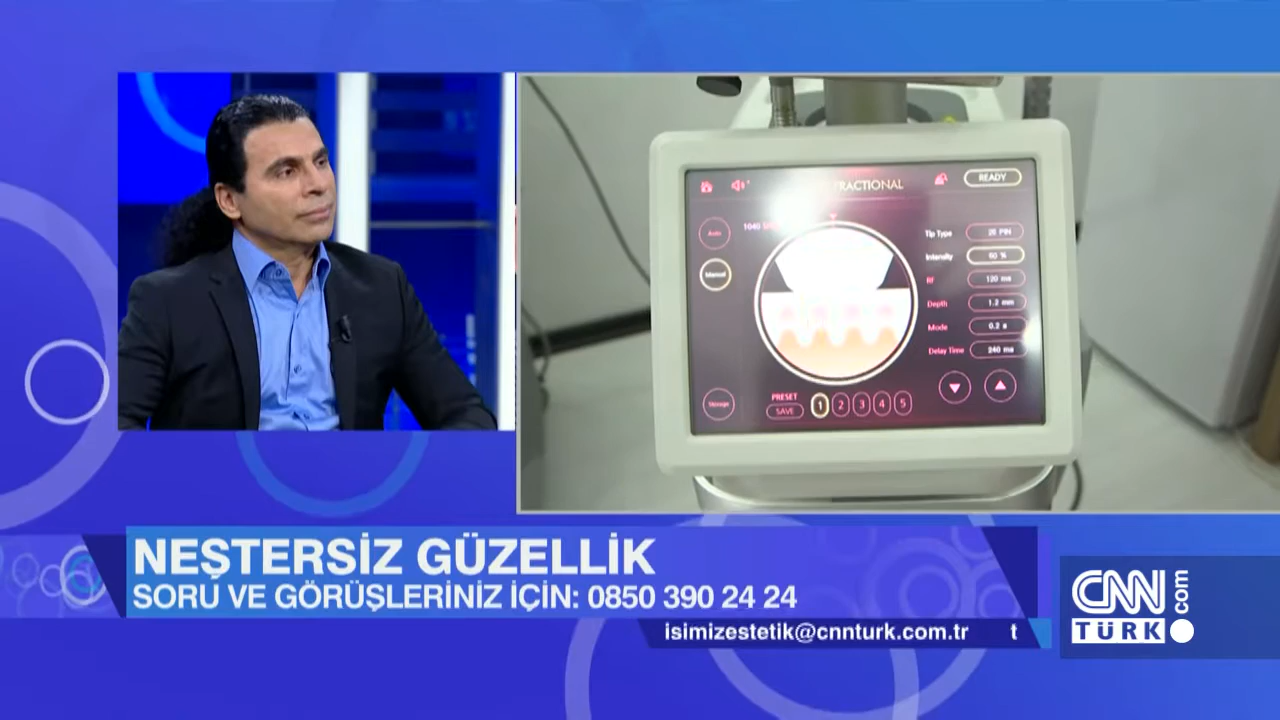 FRACTIONAL
READY
Auto
1040
Tip Type
25 PIN
Manual
Intensity
50 %
RF
120 ms
Depth
1.2 mm
Mode
0.2 s
Delay Time
240 ms
PRESET
SAVE
1 2 3 4 5
NEŞTERSİZ GÜZELLİK
SORU VE GÖRÜŞLERİNİZ İÇİN: 0850 390 24 24
isimizestetik@cnnturk.com.tr t
CNN
TÜRK
.com